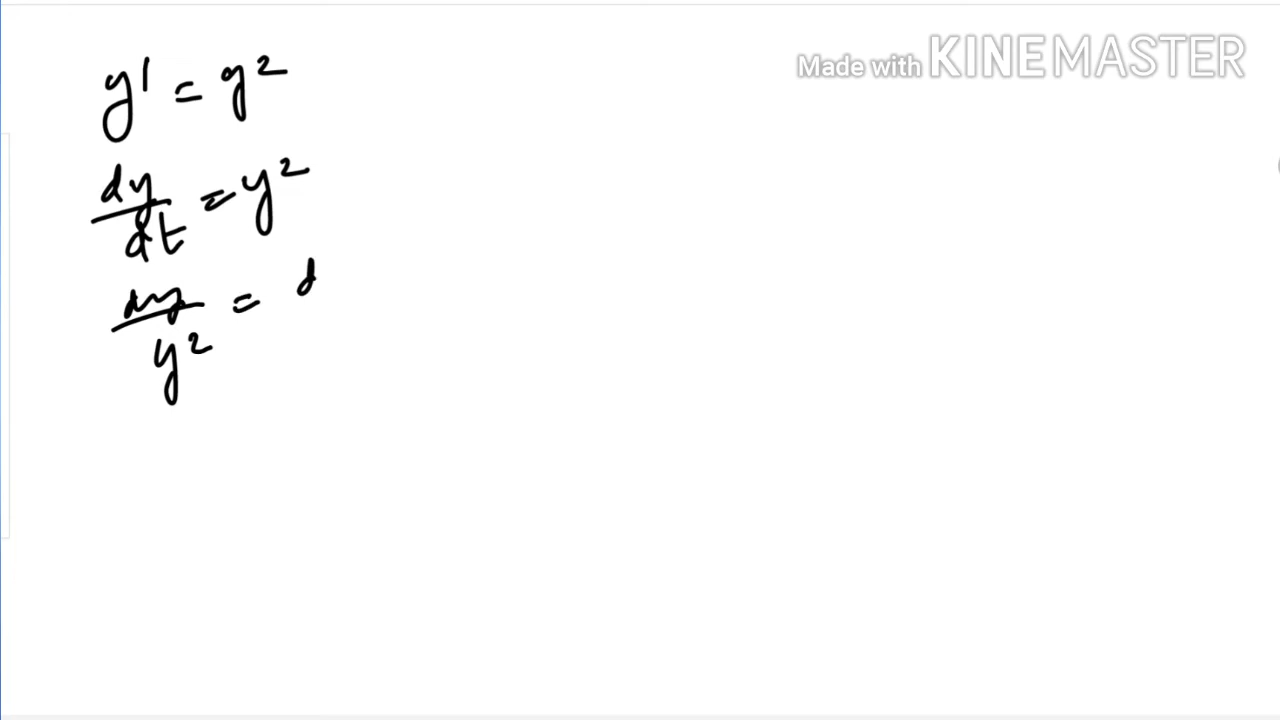 Made with KINEMASTER
y' = y²
dy/dt = y²
dy/y² = d